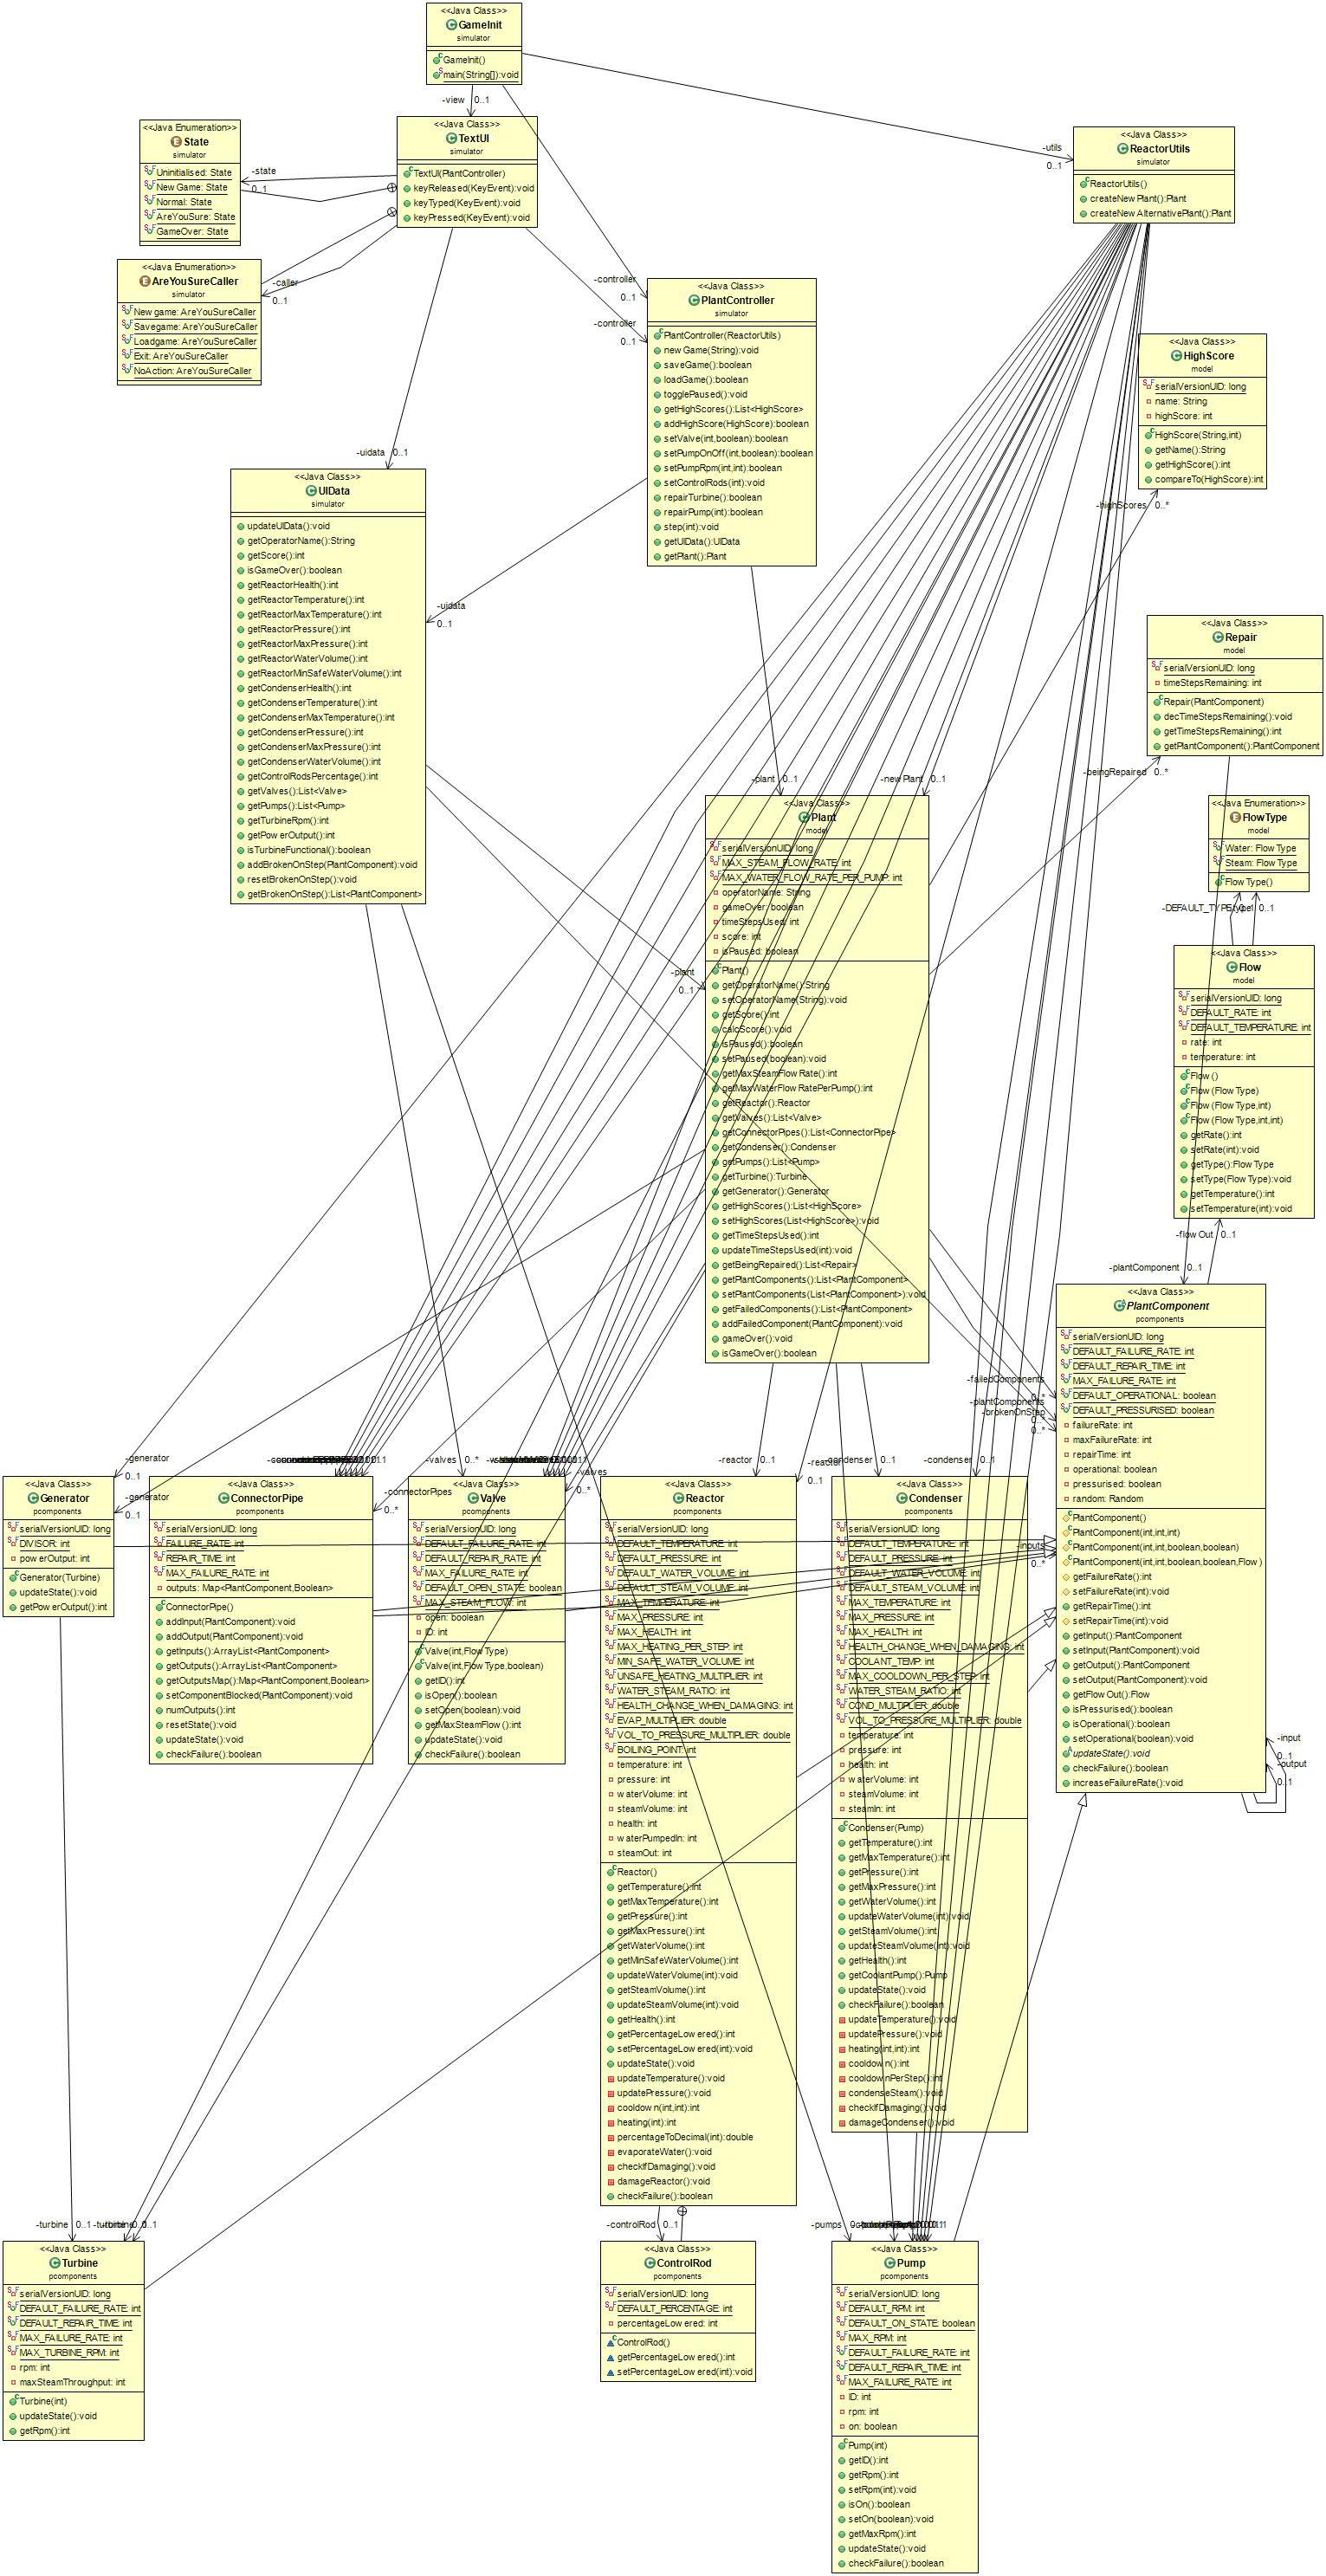 <<Java Class>>
GameInit
simulator
GameInit()
main(String[]):void
-view 0..1
<<Java Enumeration>>
State
simulator
Uninitialised: State
New Game: State
Normal: State
AreYouSure: State
GameOver: State
-state
0..1
<<Java Class>>
TextUI
simulator
TextUI(PlantController)
keyReleased(KeyEvent):void
keyTyped(KeyEvent):void
keyPressed(KeyEvent):void
-utils
0..1
<<Java Class>>
ReactorUtils
simulator
ReactorUtils()
createNew Plant():Plant
createNew AlternativePlant():Plant
<<Java Enumeration>>
AreYouSureCaller
simulator
New game: AreYouSureCaller
Savegame: AreYouSureCaller
Loadgame: AreYouSureCaller
Exit: AreYouSureCaller
NoAction: AreYouSureCaller
-caller
0..1
-controller
0..1
-controller
0..1
<<Java Class>>
PlantController
simulator
PlantController(ReactorUtils)
new Game(String):void
saveGame():boolean
loadGame():boolean
togglePaused():void
getHighScores():List<HighScore>
addHighScore(HighScore):boolean
setValve(int,boolean):boolean
setPumpOnOff(int,boolean):boolean
setPumpRpm(int,int):boolean
setControlRods(int):void
repairTurbine():boolean
repairPump(int):boolean
step(int):void
getUIData():UIData
getPlant():Plant
<<Java Class>>
HighScore
model
serialVersionUID: long
name: String
highScore: int
HighScore(String,int)
getName():String
getHighScore():int
compareTo(HighScore):int
-highScores 0..*
-uidata 0..1
<<Java Class>>
UIData
simulator
updateUIData():void
getOperatorName():String
getScore():int
isGameOver():boolean
getReactorHealth():int
getReactorTemperature():int
getReactorMaxTemperature():int
getReactorPressure():int
getReactorMaxPressure():int
getReactorWaterVolume():int
getReactorMinSafeWaterVolume():int
getCondenserHealth():int
getCondenserTemperature():int
getCondenserMaxTemperature():int
getCondenserPressure():int
getCondenserMaxPressure():int
getCondenserWaterVolume():int
getControlRodsPercentage():int
getValves():List<Valve>
getPumps():List<Pump>
getTurbineRpm():int
getPow erOutput():int
isTurbineFunctional():boolean
addBrokenOnStep(PlantComponent):void
resetBrokenOnStep():void
getBrokenOnStep():List<PlantComponent>
-uidata
0..1
<<Java Class>>
Repair
model
serialVersionUID: long
timeStepsRemaining: int
Repair(PlantComponent)
decTimeStepsRemaining():void
getTimeStepsRemaining():int
getPlantComponent():PlantComponent
-beingRepaired 0..*
-plant 0..1
-new Plant 0..1
<<Java Class>>
Plant
model
serialVersionUID: long
MAX_STEAM_FLOW_RATE: int
MAX_WATER_FLOW_RATE_PER_PUMP: int
operatorName: String
gameOver: boolean
timeStepsUsed: int
score: int
isPaused: boolean
Plant()
getOperatorName():String
setOperatorName(String):void
getScore():int
calcScore():void
isPaused():boolean
setPaused(boolean):void
getMaxSteamFlow Rate():int
getMaxWaterFlow RatePerPump():int
getReactor():Reactor
getValves():List<Valve>
getConnectorPipes():List<ConnectorPipe>
getCondenser():Condenser
getPumps():List<Pump>
getTurbine():Turbine
getGenerator():Generator
getHighScores():List<HighScore>
setHighScores(List<HighScore>):void
getTimeStepsUsed():int
updateTimeStepsUsed(int):void
getBeingRepaired():List<Repair>
getPlantComponents():List<PlantComponent>
setPlantComponents(List<PlantComponent>):void
getFailedComponents():List<PlantComponent>
addFailedComponent(PlantComponent):void
gameOver():void
isGameOver():boolean
-plant
0..1
<<Java Enumeration>>
FlowType
model
Water: Flow Type
Steam: Flow Type
Flow Type()
0..1
<<Java Class>>
Flow
model
serialVersionUID: long
DEFAULT_RATE: int
DEFAULT_TEMPERATURE: int
rate: int
temperature: int
Flow ()
Flow (Flow Type)
Flow (Flow Type,int)
Flow (Flow Type,int,int)
getRate():int
setRate(int):void
getType():Flow Type
setType(Flow Type):void
getTemperature():int
setTemperature(int):void
-flow Out 0..1
-plantComponent 0..1
<<Java Class>>
PlantComponent
pcomponents
serialVersionUID: long
DEFAULT_FAILURE_RATE: int
DEFAULT_REPAIR_TIME: int
MAX_FAILURE_RATE: int
DEFAULT_OPERATIONAL: boolean
DEFAULT_PRESSURISED: boolean
failureRate: int
maxFailureRate: int
repairTime: int
operational: boolean
pressurised: boolean
random: Random
PlantComponent()
PlantComponent(int,int,int)
PlantComponent(int,int,boolean,boolean)
PlantComponent(int,int,boolean,boolean,Flow )
getFailureRate():int
setFailureRate(int):void
getRepairTime():int
setRepairTime(int):void
getInput():PlantComponent
setInput(PlantComponent):void
getOutput():PlantComponent
setOutput(PlantComponent):void
getFlow Out():Flow
isPressurised():boolean
isOperational():boolean
setOperational(boolean):void
updateState():void
checkFailure():boolean
increaseFailureRate():void
-failedComponents
0..*
-plantComponents
-brokenOnStep
0..*
0..*
-input
0..1
-output
0..1
-inputs
0..*
-generator
0..1
-generator
0..1
<<Java Class>>
Generator
pcomponents
serialVersionUID: long
DIVISOR: int
pow erOutput: int
Generator(Turbine)
updateState():void
getPow erOutput():int
<<Java Class>>
ConnectorPipe
pcomponents
serialVersionUID: long
FAILURE_RATE: int
REPAIR_TIME: int
MAX_FAILURE_RATE: int
outputs: Map<PlantComponent,Boolean>
ConnectorPipe()
addInput(PlantComponent):void
addOutput(PlantComponent):void
getInputs():ArrayList<PlantComponent>
getOutputs():ArrayList<PlantComponent>
getOutputsMap():Map<PlantComponent,Boolean>
setComponentBlocked(PlantComponent):void
numOutputs():int
resetState():void
updateState():void
checkFailure():boolean
-connectorPipes
0..*
-valves 0..*
-valves
0..*
<<Java Class>>
Valve
pcomponents
serialVersionUID: long
DEFAULT_FAILURE_RATE: int
DEFAULT_REPAIR_RATE: int
MAX_FAILURE_RATE: int
DEFAULT_OPEN_STATE: boolean
MAX_STEAM_FLOW: int
open: boolean
ID: int
Valve(int,Flow Type)
Valve(int,Flow Type,boolean)
getID():int
isOpen():boolean
setOpen(boolean):void
getMaxSteamFlow ():int
updateState():void
checkFailure():boolean
-reactor 0..1
-reactor
0..1
<<Java Class>>
Reactor
pcomponents
serialVersionUID: long
DEFAULT_TEMPERATURE: int
DEFAULT_PRESSURE: int
DEFAULT_WATER_VOLUME: int
DEFAULT_STEAM_VOLUME: int
MAX_TEMPERATURE: int
MAX_PRESSURE: int
MAX_HEALTH: int
MAX_HEATING_PER_STEP: int
MIN_SAFE_WATER_VOLUME: int
UNSAFE_HEATING_MULTIPLIER: int
WATER_STEAM_RATIO: int
HEALTH_CHANGE_WHEN_DAMAGING: int
EVAP_MULTIPLIER: double
VOL_TO_PRESSURE_MULTIPLIER: double
BOILING_POINT: int
temperature: int
pressure: int
w aterVolume: int
steamVolume: int
health: int
w aterPumpedIn: int
steamOut: int
Reactor()
getTemperature():int
getMaxTemperature():int
getPressure():int
getMaxPressure():int
getWaterVolume():int
getMinSafeWaterVolume():int
updateWaterVolume(int):void
getSteamVolume():int
updateSteamVolume(int):void
getHealth():int
getPercentageLow ered():int
setPercentageLow ered(int):void
updateState():void
updateTemperature():void
updatePressure():void
cooldow n(int,int):int
heating(int):int
percentageToDecimal(int):double
evaporateWater():void
checkIfDamaging():void
damageReactor():void
checkFailure():boolean
-condenser 0..1
-condenser 0..1
<<Java Class>>
Condenser
pcomponents
serialVersionUID: long
DEFAULT_TEMPERATURE: int
DEFAULT_PRESSURE: int
DEFAULT_WATER_VOLUME: int
DEFAULT_STEAM_VOLUME: int
MAX_TEMPERATURE: int
MAX_PRESSURE: int
MAX_HEALTH: int
HEALTH_CHANGE_WHEN_DAMAGING: int
COOLANT_TEMP: int
MAX_COOLDOWN_PER_STEP: int
WATER_STEAM_RATIO: int
COND_MULTIPLIER: double
VOL_TO_PRESSURE_MULTIPLIER: double
temperature: int
pressure: int
health: int
w aterVolume: int
steamVolume: int
steamIn: int
Condenser(Pump)
getTemperature():int
getMaxTemperature():int
getPressure():int
getMaxPressure():int
getWaterVolume():int
updateWaterVolume(int):void
getSteamVolume():int
updateSteamVolume(int):void
getHealth():int
getCoolantPump():Pump
updateState():void
checkFailure():boolean
updateTemperature():void
updatePressure():void
heating(int,int):int
cooldow n():int
cooldow nPerStep():int
condenseSteam():void
checkIfDamaging():void
damageCondenser():void
-turbine 0..1
<<Java Class>>
Turbine
pcomponents
serialVersionUID: long
DEFAULT_FAILURE_RATE: int
DEFAULT_REPAIR_TIME: int
MAX_FAILURE_RATE: int
MAX_TURBINE_RPM: int
rpm: int
maxSteamThroughput: int
Turbine(int)
updateState():void
getRpm():int
-controlRod 0..1
<<Java Class>>
ControlRod
pcomponents
serialVersionUID: long
DEFAULT_PERCENTAGE: int
percentageLow ered: int
ControlRod()
getPercentageLow ered():int
setPercentageLow ered(int):void
-pumps
<<Java Class>>
Pump
pcomponents
serialVersionUID: long
DEFAULT_RPM: int
DEFAULT_ON_STATE: boolean
MAX_RPM: int
DEFAULT_FAILURE_RATE: int
DEFAULT_REPAIR_TIME: int
MAX_FAILURE_RATE: int
ID: int
rpm: int
on: boolean
Pump(int)
getID():int
getRpm():int
setRpm(int):void
isOn():boolean
setOn(boolean):void
getMaxRpm():int
updateState():void
checkFailure():boolean